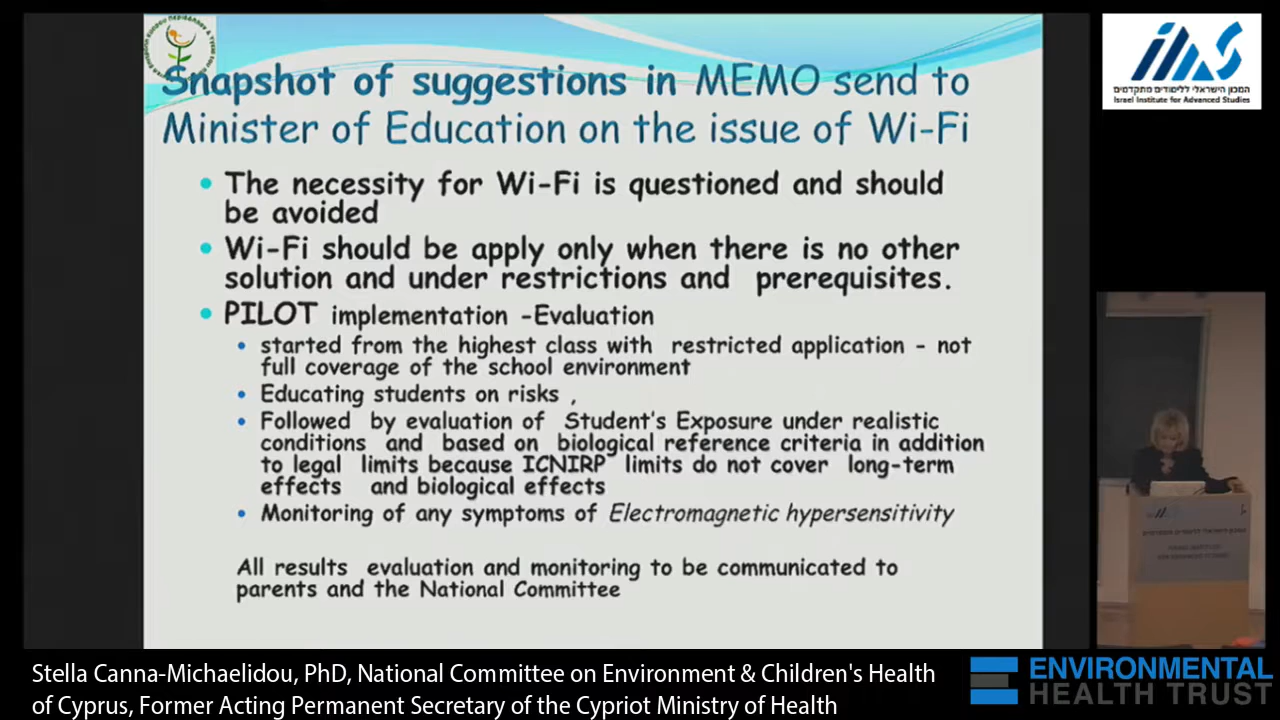 Snapshot of suggestions in MEMO send to
Minister of Education on the issue of Wi-Fi
• The necessity for Wi-Fi is questioned and should
be avoided
• Wi-Fi should be apply only when there is no other
solution and under restrictions and prerequisites.
• PILOT implementation -Evaluation
• started from the highest class with restricted application - not
full coverage of the school environment
• Educating students on risks ,
• Followed by evaluation of Student's Exposure under realistic
conditions and based on biological reference criteria in addition
to legal limits because ICNIRP limits do not cover long-term
effects and biological effects
• Monitoring of any symptoms of Electromagnetic hypersensitivity
All results evaluation and monitoring to be communicated to
parents and the National Committee
IIAS
המכון הישראלי ללימודים מתקדמים
Israel Institute for Advanced Studies
Stella Canna-Michaelidou, PhD, National Committee on Environment & Children's Health
of Cyprus, Former Acting Permanent Secretary of the Cypriot Ministry of Health
ENVIRONMENTAL
HEALTH TRUST